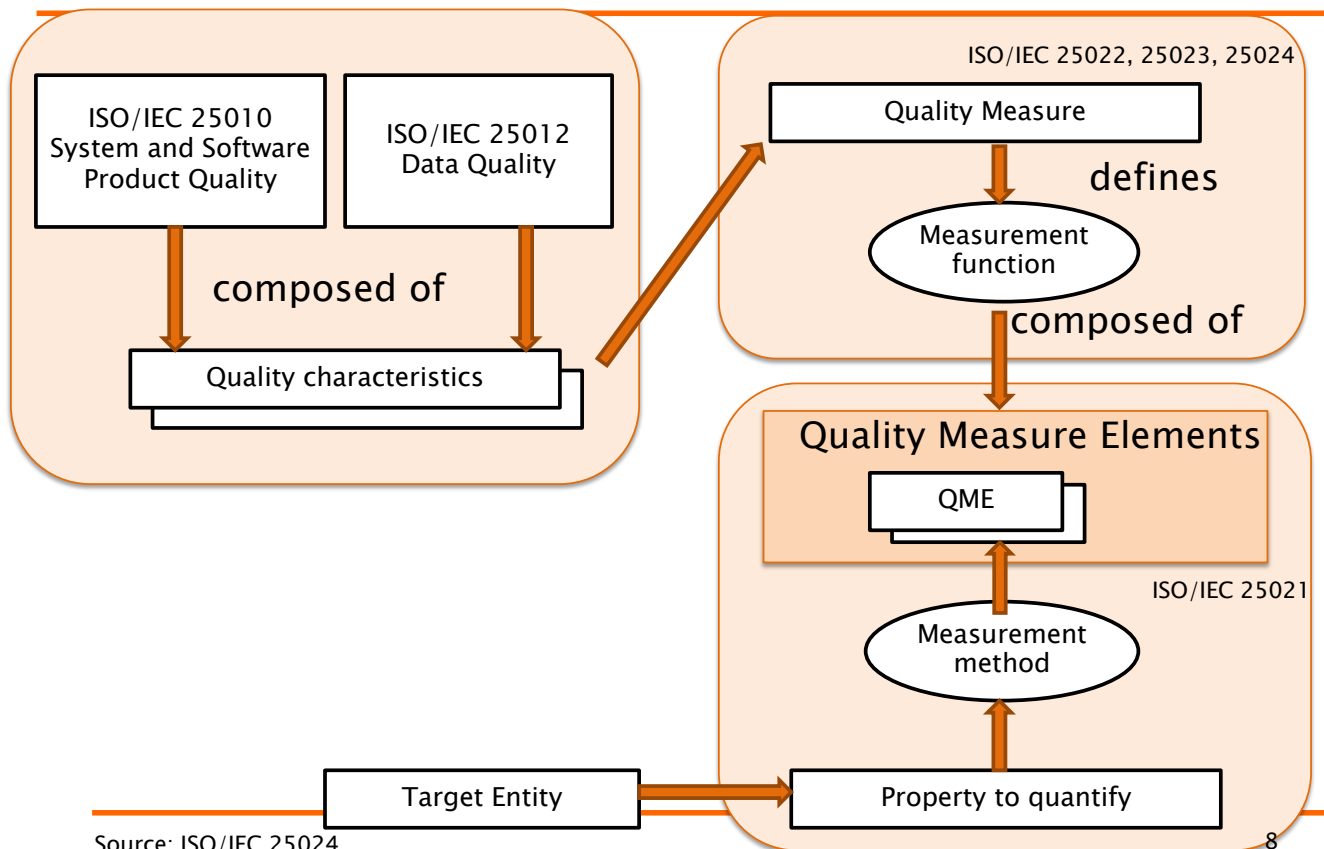 ISO/IEC 25010
System and Software
Product Quality
ISO/IEC 25012
Data Quality
composed of
Quality characteristics
ISO/IEC 25022, 25023, 25024
Quality Measure
defines
Measurement
function
composed of
Quality Measure Elements
QME
ISO/IEC 25021
Measurement
method
Target Entity
Property to quantify
Source: ISO/IEC 25024
8